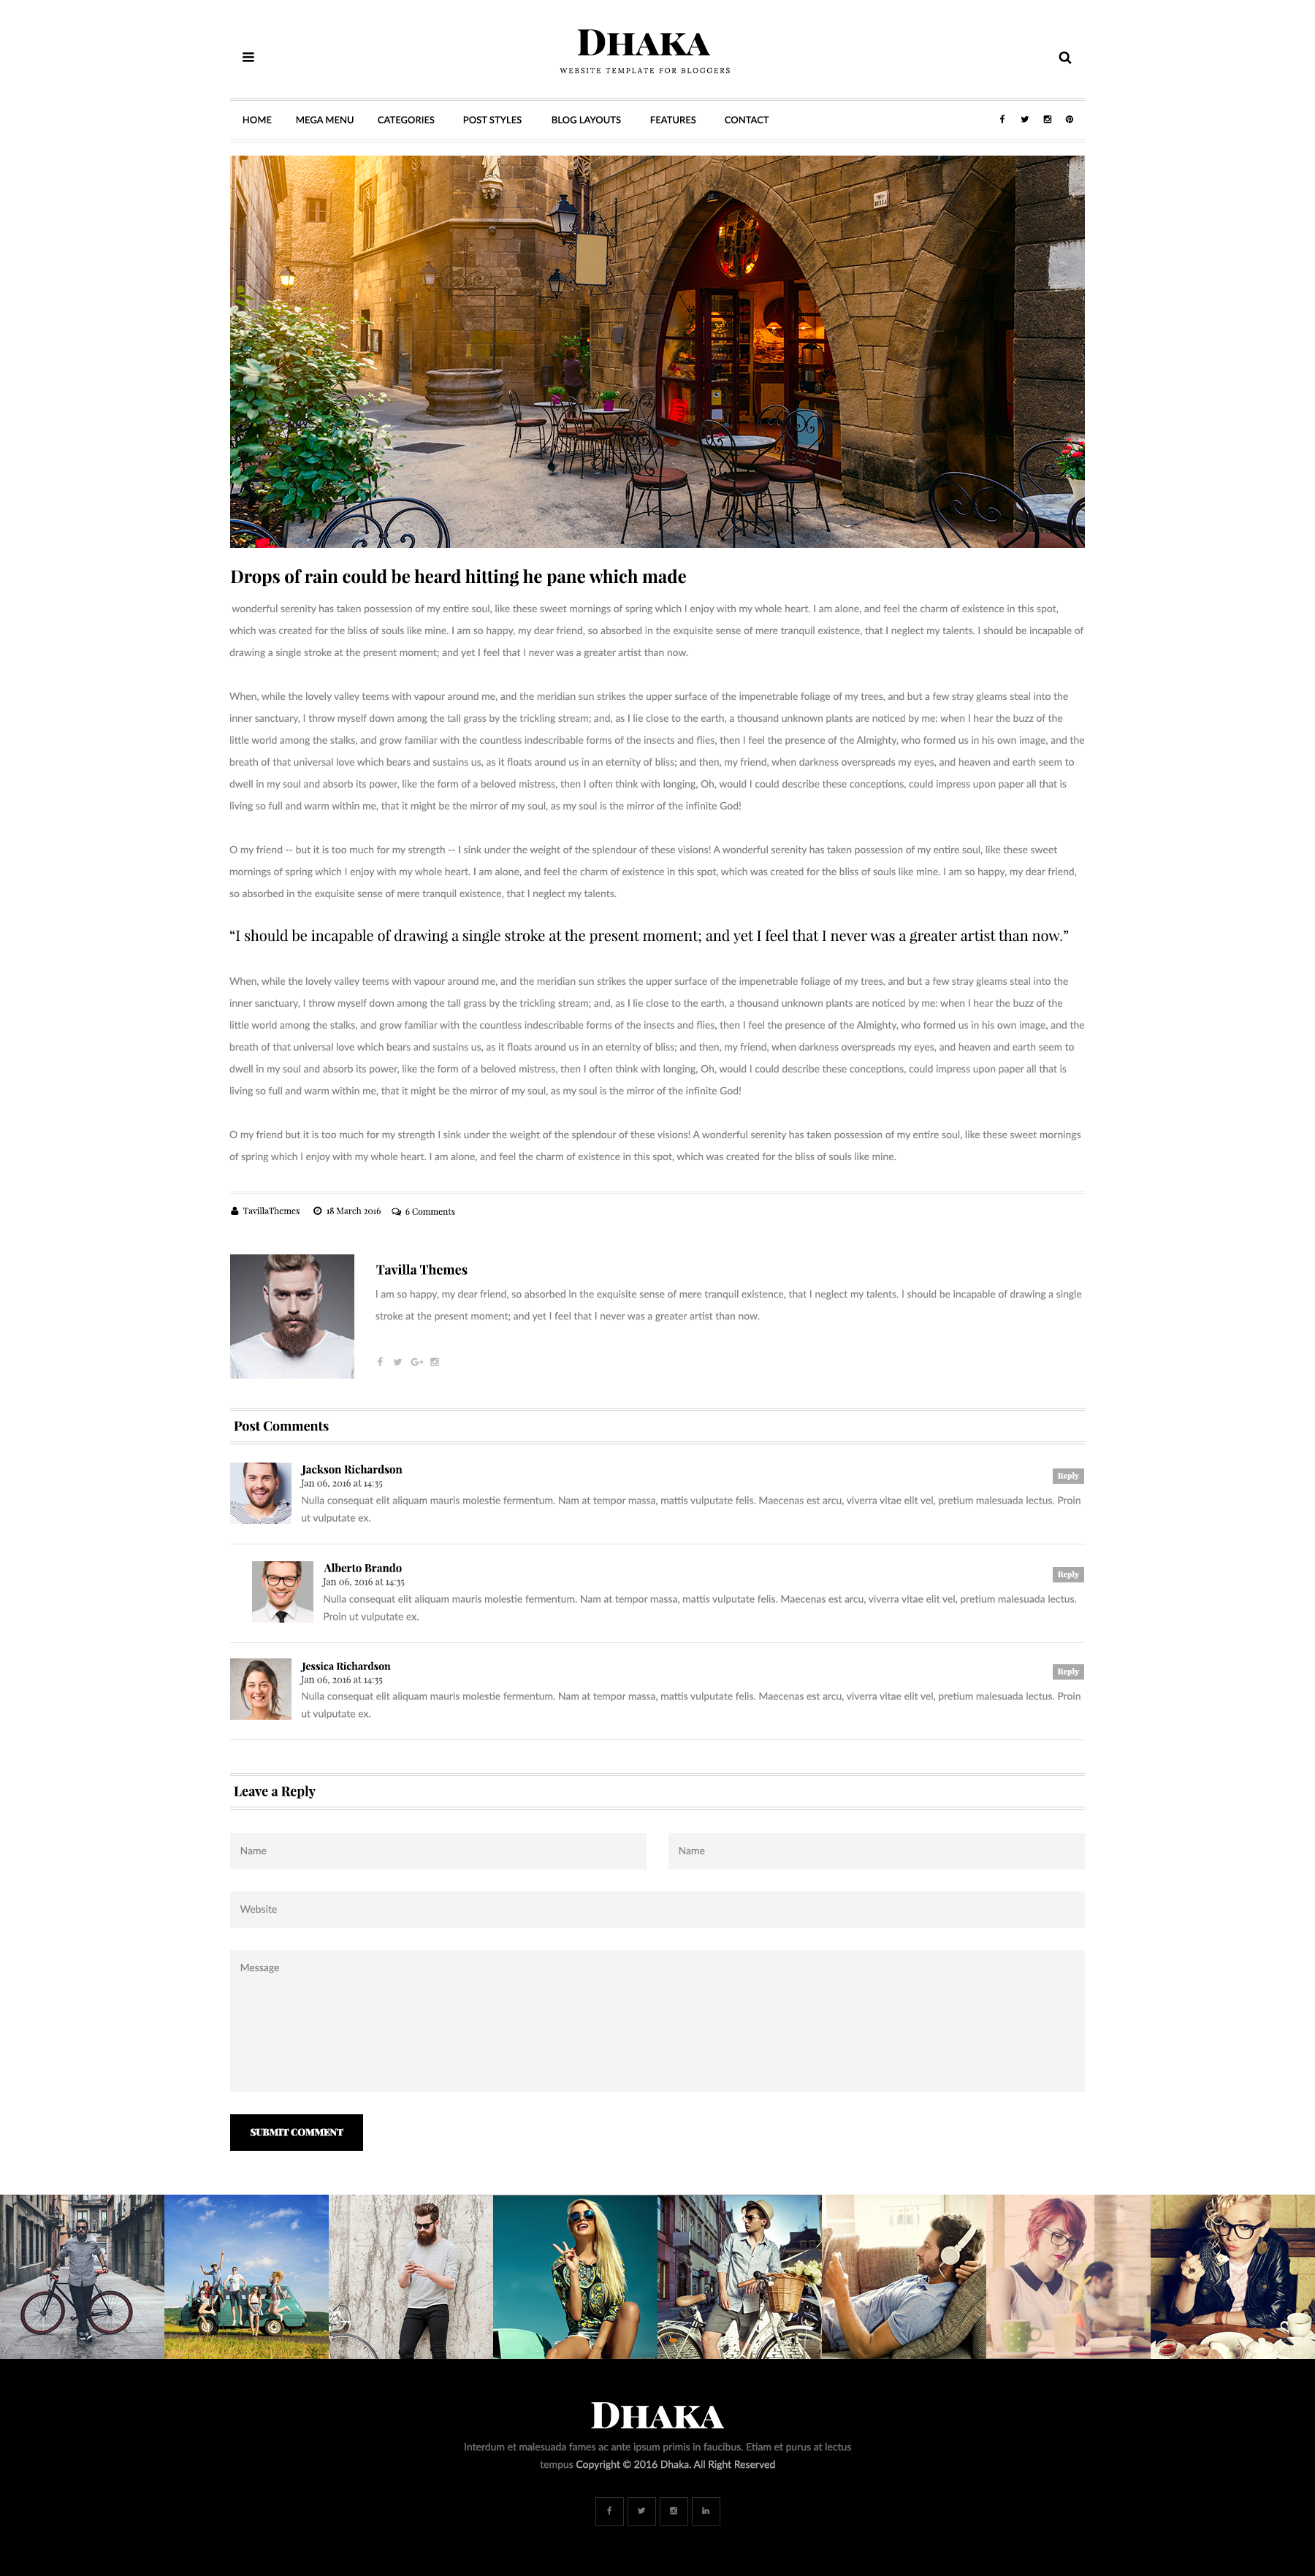 DHAKA
WEBSITE TEMPLATE FOR BLOGGERS
HOME MEGA MENU CATEGORIES POST STYLES BLOG LAYOUTS FEATURES CONTACT
Drops of rain could be heard hitting he pane which made
wonderful serenity has taken possession of my entire soul, like these sweet mornings of spring which I enjoy with my whole heart. I am alone, and feel the charm of existence in this spot,
which was created for the bliss of souls like mine. I am so happy, my dear friend, so absorbed in the exquisite sense of mere tranquil existence, that I neglect my talents. I should be incapable of
drawing a single stroke at the present moment; and yet I feel that I never was a greater artist than now.
When, while the lovely valley teems with vapour around me, and the meridian sun strikes the upper surface of the impenetrable foliage of my trees, and but a few stray gleams steal into the
inner sanctuary, I throw myself down among the tall grass by the trickling stream; and, as I lie close to the earth, a thousand unknown plants are noticed by me: when I hear the buzz of the
little world among the stalks, and grow familiar with the countless indescribable forms of the insects and flies, then I feel the presence of the Almighty, who formed us in his own image, and the
breath of that universal love which bears and sustains us, as it floats around us in an eternity of bliss; and then, my friend, when darkness overspreads my eyes, and heaven and earth seem to
dwell in my soul and absorb its power, like the form of a beloved mistress, then I often think with longing, Oh, would I could describe these conceptions, could impress upon paper all that is
living so full and warm within me, that it might be the mirror of my soul, as my soul is the mirror of the infinite God!
O my friend -- but it is too much for my strength -- I sink under the weight of the splendour of these visions! A wonderful serenity has taken possession of my entire soul, like these sweet
mornings of spring which I enjoy with my whole heart. I am alone, and feel the charm of existence in this spot, which was created for the bliss of souls like mine. I am so happy, my dear friend,
so absorbed in the exquisite sense of mere tranquil existence, that I neglect my talents.
“I should be incapable of drawing a single stroke at the present moment; and yet I feel that I never was a greater artist than now.”
When, while the lovely valley teems with vapour around me, and the meridian sun strikes the upper surface of the impenetrable foliage of my trees, and but a few stray gleams steal into the
inner sanctuary, I throw myself down among the tall grass by the trickling stream; and, as I lie close to the earth, a thousand unknown plants are noticed by me: when I hear the buzz of the
little world among the stalks, and grow familiar with the countless indescribable forms of the insects and flies, then I feel the presence of the Almighty, who formed us in his own image, and the
breath of that universal love which bears and sustains us, as it floats around us in an eternity of bliss; and then, my friend, when darkness overspreads my eyes, and heaven and earth seem to
dwell in my soul and absorb its power, like the form of a beloved mistress, then I often think with longing, Oh, would I could describe these conceptions, could impress upon paper all that is
living so full and warm within me, that it might be the mirror of my soul, as my soul is the mirror of the infinite God!
O my friend but it is too much for my strength I sink under the weight of the splendour of these visions! A wonderful serenity has taken possession of my entire soul, like these sweet mornings
of spring which I enjoy with my whole heart. I am alone, and feel the charm of existence in this spot, which was created for the bliss of souls like mine.
TavillaThemes 18 March 2016 6 Comments
Tavilla Themes
I am so happy, my dear friend, so absorbed in the exquisite sense of mere tranquil existence, that I neglect my talents. I should be incapable of drawing a single
stroke at the present moment; and yet I feel that I never was a greater artist than now.
Post Comments
Jackson Richardson
Reply
Jan 06, 2016 at 14:35
Nulla consequat elit aliquam mauris molestie fermentum. Nam at tempor massa, mattis vulputate felis. Maecenas est arcu, viverra vitae elit vel, pretium malesuada lectus. Proin
ut vulputate ex.
Alberto Brando
Reply
Jan 06, 2016 at 14:35
Nulla consequat elit aliquam mauris molestie fermentum. Nam at tempor massa, mattis vulputate felis. Maecenas est arcu, viverra vitae elit vel, pretium malesuada lectus.
Proin ut vulputate ex.
Jessica Richardson
Reply
Jan 06, 2016 at 14:35
Nulla consequat elit aliquam mauris molestie fermentum. Nam at tempor massa, mattis vulputate felis. Maecenas est arcu, viverra vitae elit vel, pretium malesuada lectus. Proin
ut vulputate ex.
Leave a Reply
Name Name
Website
Message
SUBMIT COMMENT
DHAKA
Interdum et malesuada fames ac ante ipsum primis in faucibus. Etiam et purus at lectus
tempus Copyright © 2016 Dhaka. All Right Reserved